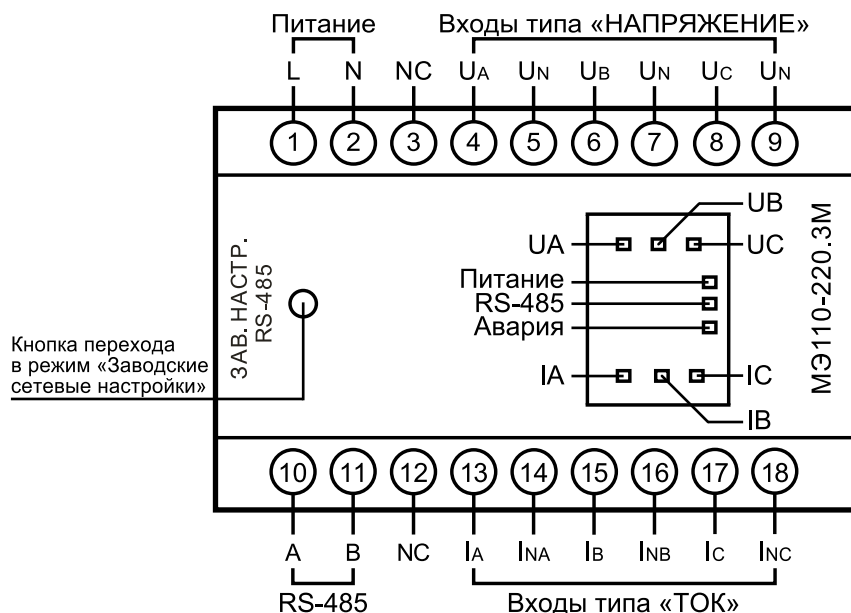 Питание Входы типа «НАПРЯЖЕНИЕ»
L N NC UA UN UB UN UC UN
1 2 3 4 5 6 7 8 9
ЗАВ. НАСТР.
RS-485
Кнопка перехода
в режим «Заводские
сетевые настройки»
UB
UA UC
Питание
RS-485
Авария
IA IC
IB
МЭ110-220.3М
10 11 12 13 14 15 16 17 18
A B NC IA INA IB INB IC INC
RS-485 Входы типа «ТОК»